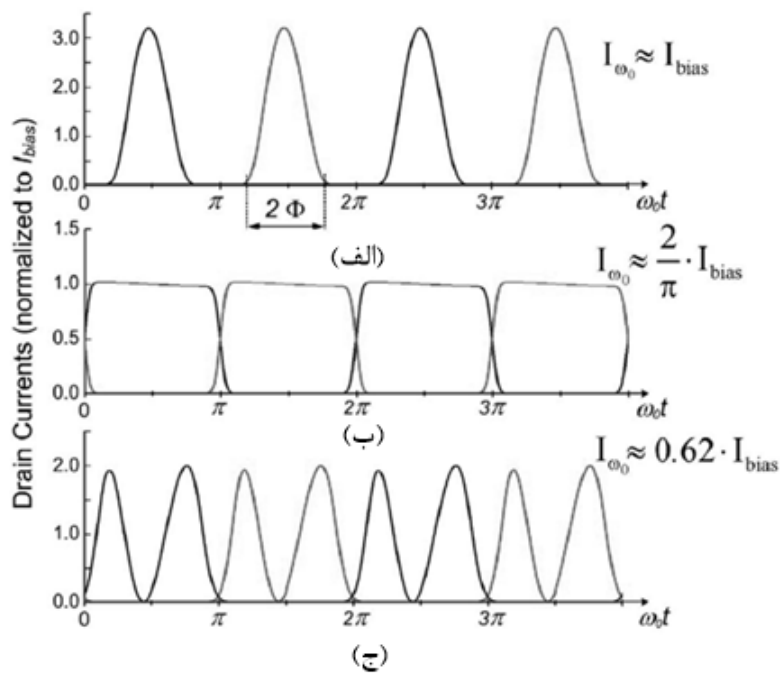 Drain Currents (normalized to I_bias)
3.0
2.0
1.0
0.0
I_ω₀ ≈ I_bias
0 π 2π 3π ω₀t
2 Φ
(الف)
1.5
1.0
0.5
0.0
I_ω₀ ≈ 2/π · I_bias
0 π 2π 3π ω₀t
(ب)
2.0
1.0
0.0
I_ω₀ ≈ 0.62 · I_bias
0 π 2π 3π ω₀t
(ج)